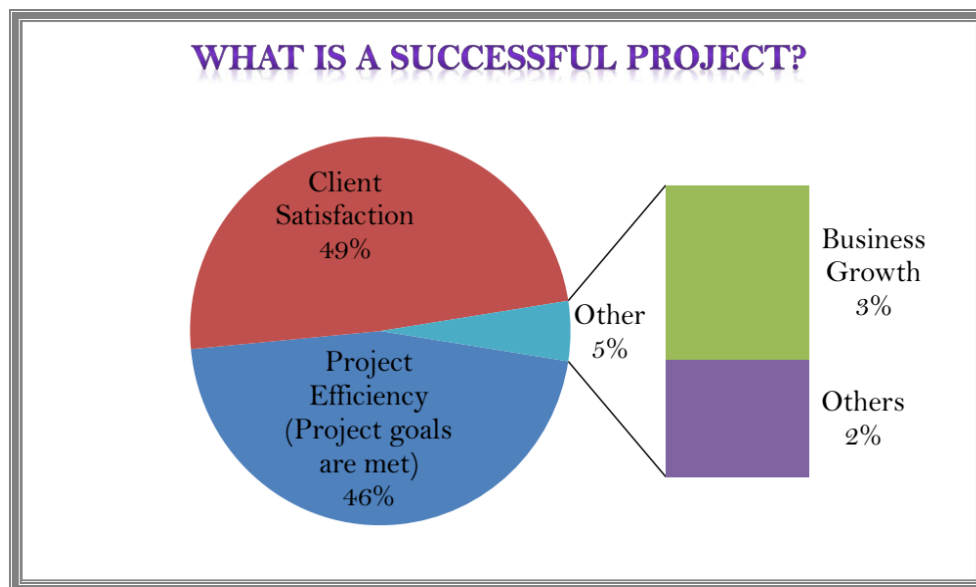 WHAT IS A SUCCESSFUL PROJECT?
Client
Satisfaction
49%
Other
5%
Project
Efficiency
(Project goals
are met)
46%
Business
Growth
3%
Others
2%